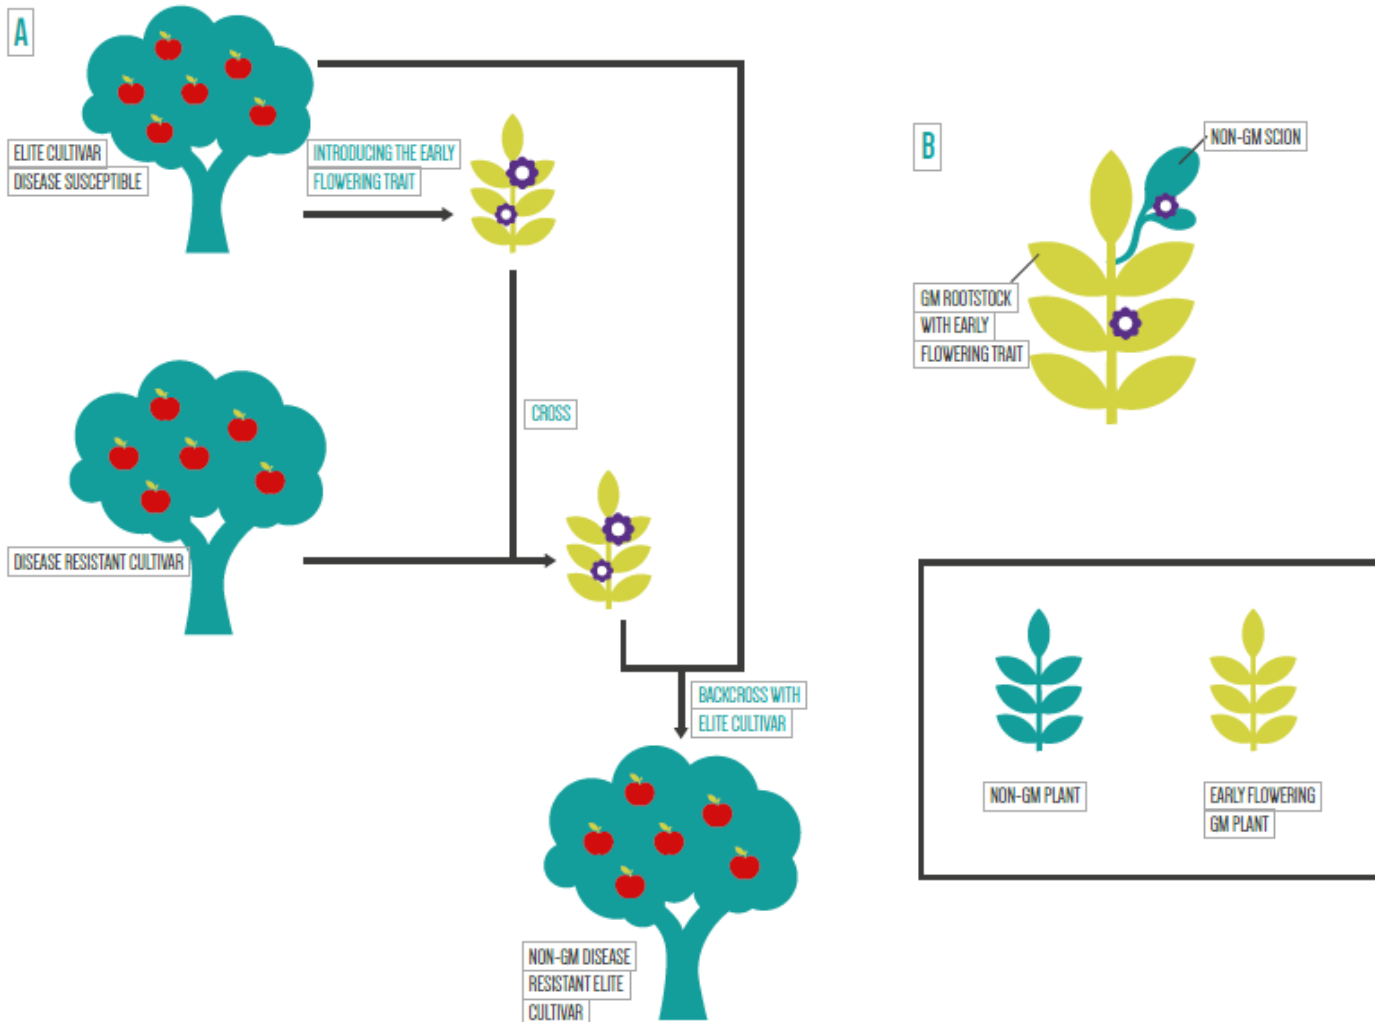 A
ELITE CULTIVAR
DISEASE SUSCEPTIBLE
INTRODUCING THE EARLY
FLOWERING TRAIT
CROSS
DISEASE RESISTANT CULTIVAR
BACKCROSS WITH
ELITE CULTIVAR
NON-GM DISEASE
RESISTANT ELITE
CULTIVAR
B
NON-GM SCION
GM ROOTSTOCK
WITH EARLY
FLOWERING TRAIT
NON-GM PLANT
EARLY FLOWERING
GM PLANT